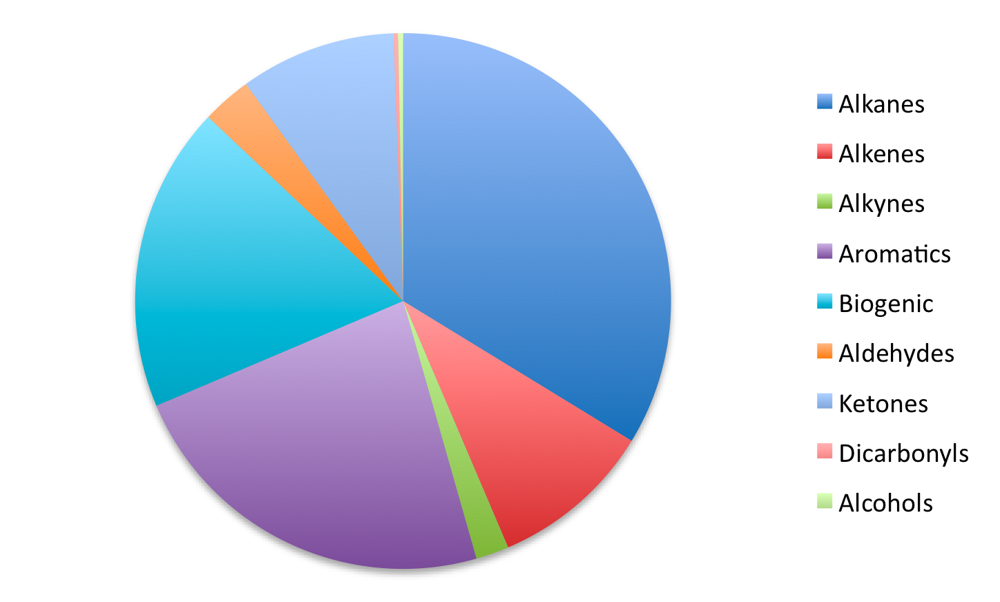 Alkanes
Alkenes
Alkynes
Aromatics
Biogenic
Aldehydes
Ketones
Dicarbonyls
Alcohols